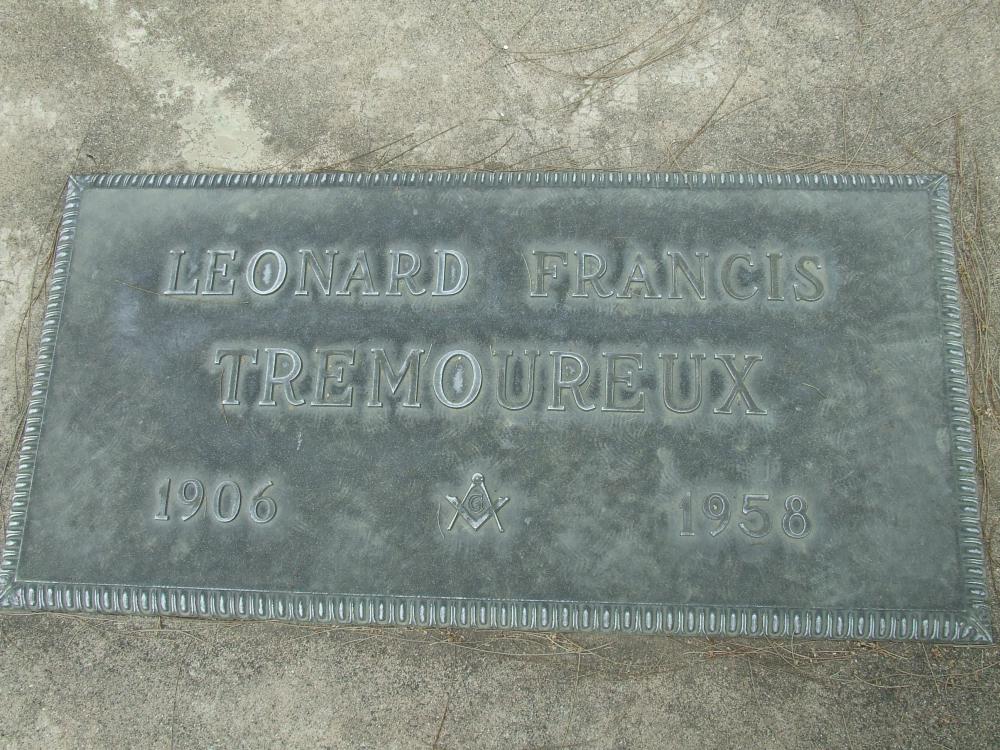 LEONARD FRANCIS
TREMOUREUX
1906 G 1958